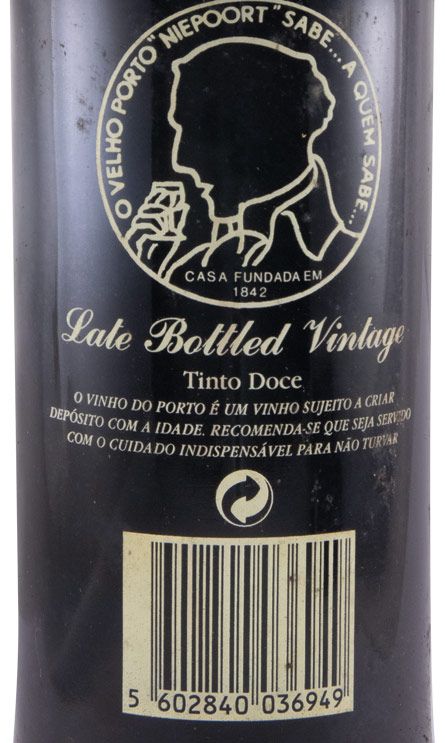 O VELHO PORTO "NIEPOORT" SABE... A QUEM SABE...
CASA FUNDADA EM
1842
Late Bottled Vintage
Tinto Doce
O VINHO DO PORTO É UM VINHO SUJEITO A CRIAR
DEPÓSITO COM A IDADE. RECOMENDA-SE QUE SEJA SERVIDO
COM O CUIDADO INDISPENSÁVEL PARA NÃO TURVAR
5 602840 036949